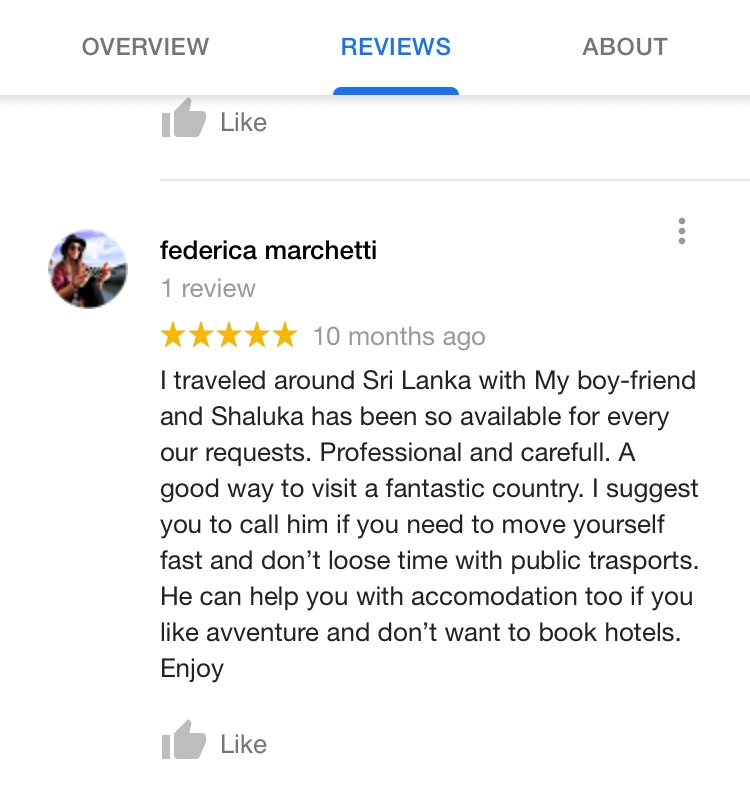 OVERVIEW REVIEWS ABOUT
Like
federica marchetti
1 review
10 months ago
I traveled around Sri Lanka with My boy-friend
and Shaluka has been so available for every
our requests. Professional and carefull. A
good way to visit a fantastic country. I suggest
you to call him if you need to move yourself
fast and don’t loose time with public trasports.
He can help you with accomodation too if you
like avventure and don’t want to book hotels.
Enjoy
Like